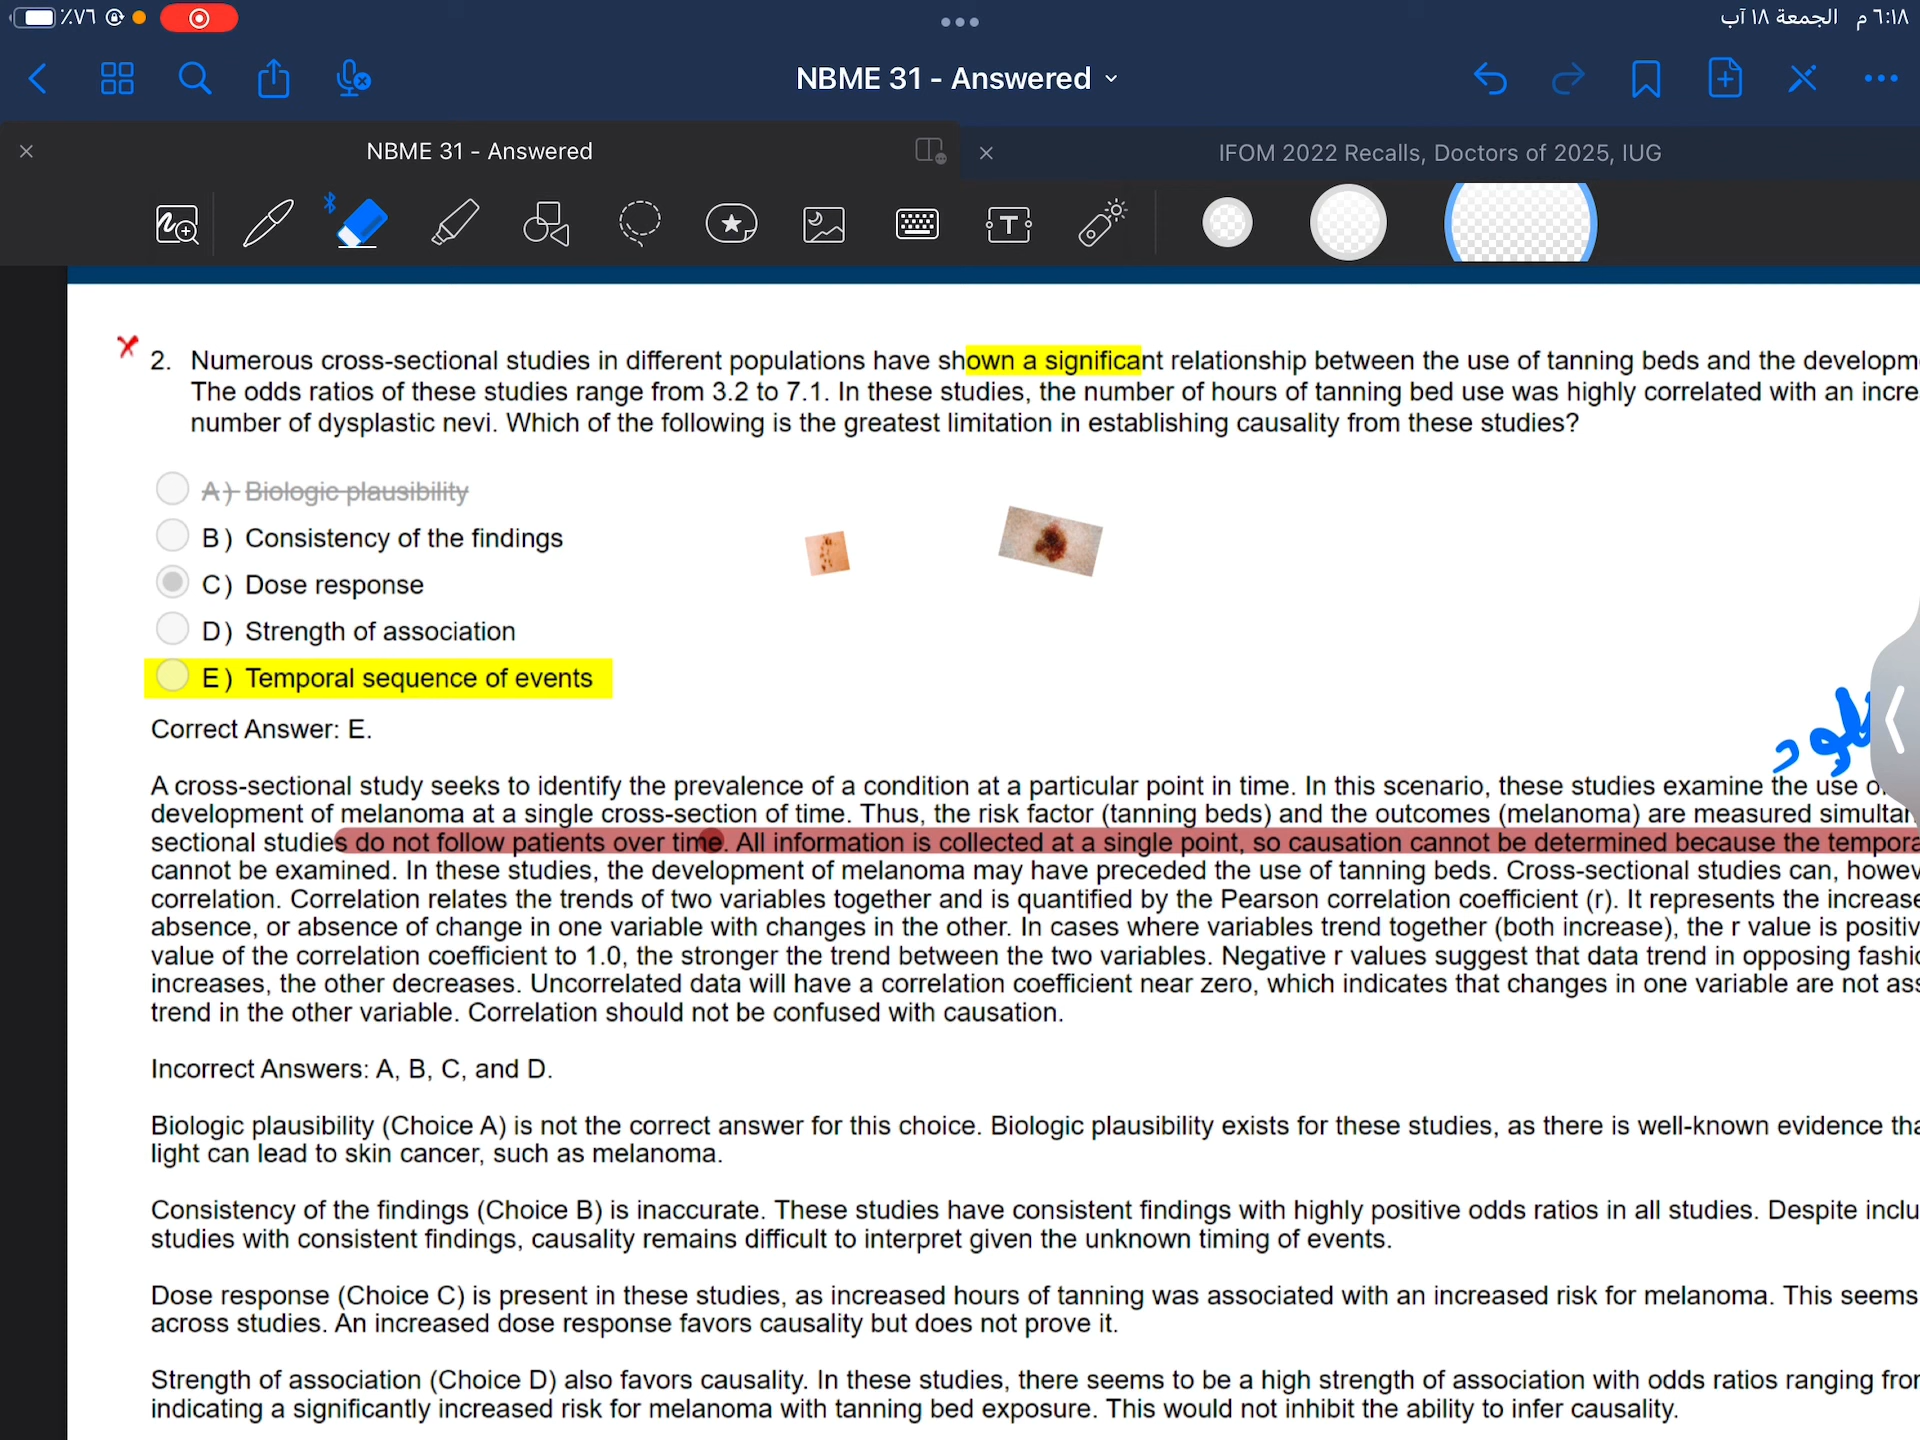 ٪٧٦
٦:١٨ م الجمعة ١٨ آب
NBME 31 - Answered
NBME 31 - Answered
IFOM 2022 Recalls, Doctors of 2025, IUG
2. Numerous cross-sectional studies in different populations have shown a significant relationship between the use of tanning beds and the developm
The odds ratios of these studies range from 3.2 to 7.1. In these studies, the number of hours of tanning bed use was highly correlated with an incre
number of dysplastic nevi. Which of the following is the greatest limitation in establishing causality from these studies?
A) Biologic plausibility
B) Consistency of the findings
C) Dose response
D) Strength of association
E) Temporal sequence of events
Correct Answer: E.
A cross-sectional study seeks to identify the prevalence of a condition at a particular point in time. In this scenario, these studies examine the use
development of melanoma at a single cross-section of time. Thus, the risk factor (tanning beds) and the outcomes (melanoma) are measured simultan
sectional studies do not follow patients over time. All information is collected at a single point, so causation cannot be determined because the tempora
cannot be examined. In these studies, the development of melanoma may have preceded the use of tanning beds. Cross-sectional studies can, howev
correlation. Correlation relates the trends of two variables together and is quantified by the Pearson correlation coefficient (r). It represents the increase
absence, or absence of change in one variable with changes in the other. In cases where variables trend together (both increase), the r value is positiv
value of the correlation coefficient to 1.0, the stronger the trend between the two variables. Negative r values suggest that data trend in opposing fashio
increases, the other decreases. Uncorrelated data will have a correlation coefficient near zero, which indicates that changes in one variable are not ass
trend in the other variable. Correlation should not be confused with causation.
Incorrect Answers: A, B, C, and D.
Biologic plausibility (Choice A) is not the correct answer for this choice. Biologic plausibility exists for these studies, as there is well-known evidence tha
light can lead to skin cancer, such as melanoma.
Consistency of the findings (Choice B) is inaccurate. These studies have consistent findings with highly positive odds ratios in all studies. Despite inclu
studies with consistent findings, causality remains difficult to interpret given the unknown timing of events.
Dose response (Choice C) is present in these studies, as increased hours of tanning was associated with an increased risk for melanoma. This seems
across studies. An increased dose response favors causality but does not prove it.
Strength of association (Choice D) also favors causality. In these studies, there seems to be a high strength of association with odds ratios ranging from
indicating a significantly increased risk for melanoma with tanning bed exposure. This would not inhibit the ability to infer causality.